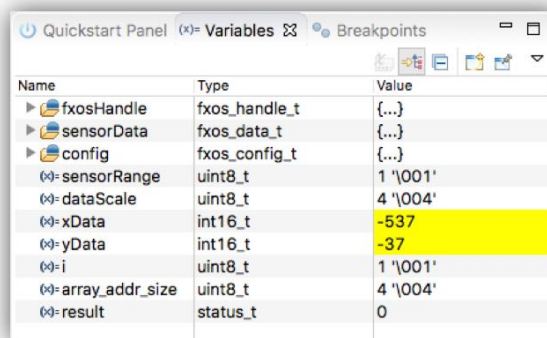 Quickstart Panel (x)= Variables Breakpoints
Name Type Value
fxosHandle fxos_handle_t {...}
sensorData fxos_data_t {...}
config fxos_config_t {...}
(x)= sensorRange uint8_t 1 '\001'
(x)= dataScale uint8_t 4 '\004'
(x)= xData int16_t -537
(x)= yData int16_t -37
(x)= i uint8_t 1 '\001'
(x)= array_addr_size uint8_t 4 '\004'
(x)= result status_t 0